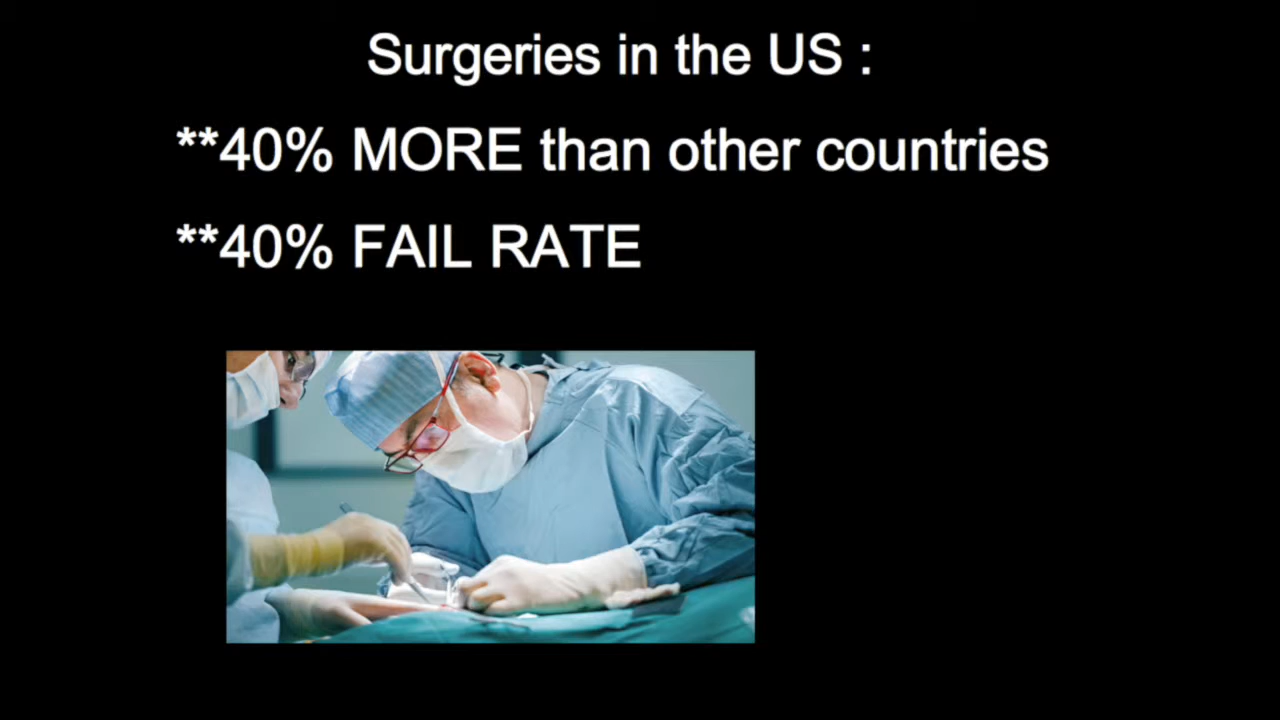 Surgeries in the US :
**40% MORE than other countries
**40% FAIL RATE